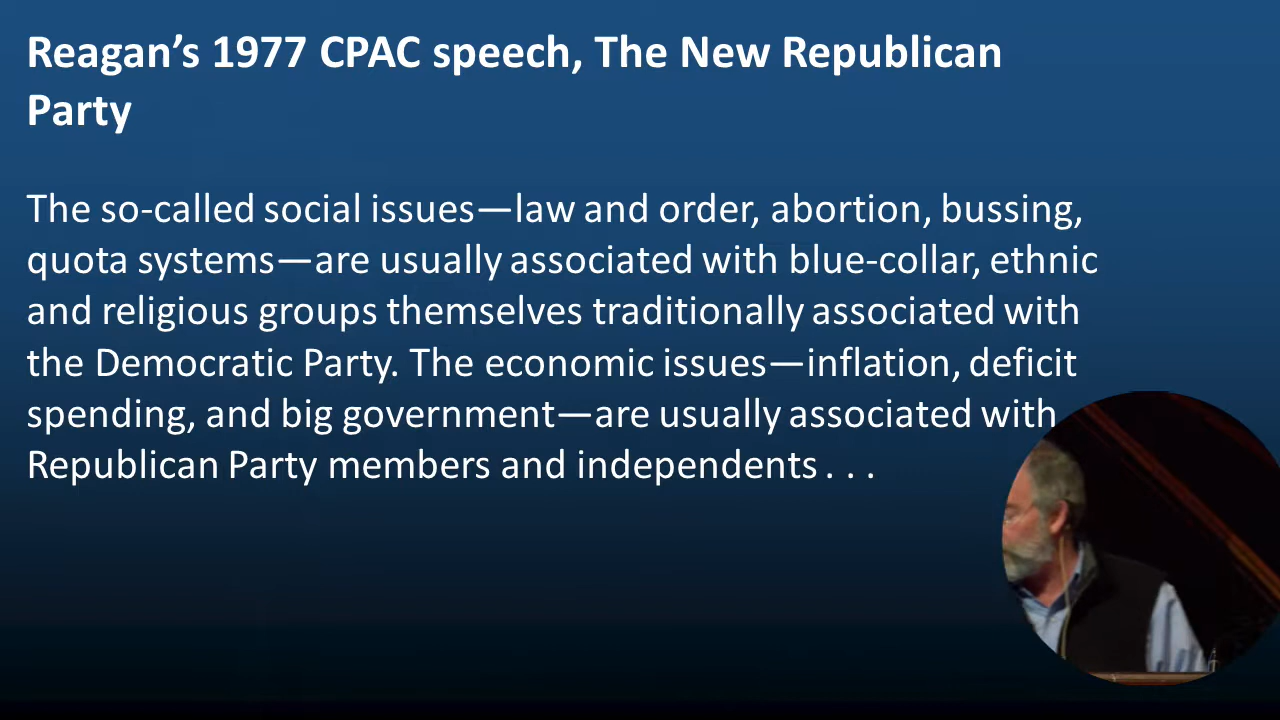 Reagan’s 1977 CPAC speech, The New Republican
Party
The so-called social issues—law and order, abortion, bussing,
quota systems—are usually associated with blue-collar, ethnic
and religious groups themselves traditionally associated with
the Democratic Party. The economic issues—inflation, deficit
spending, and big government—are usually associated with
Republican Party members and independents . . .